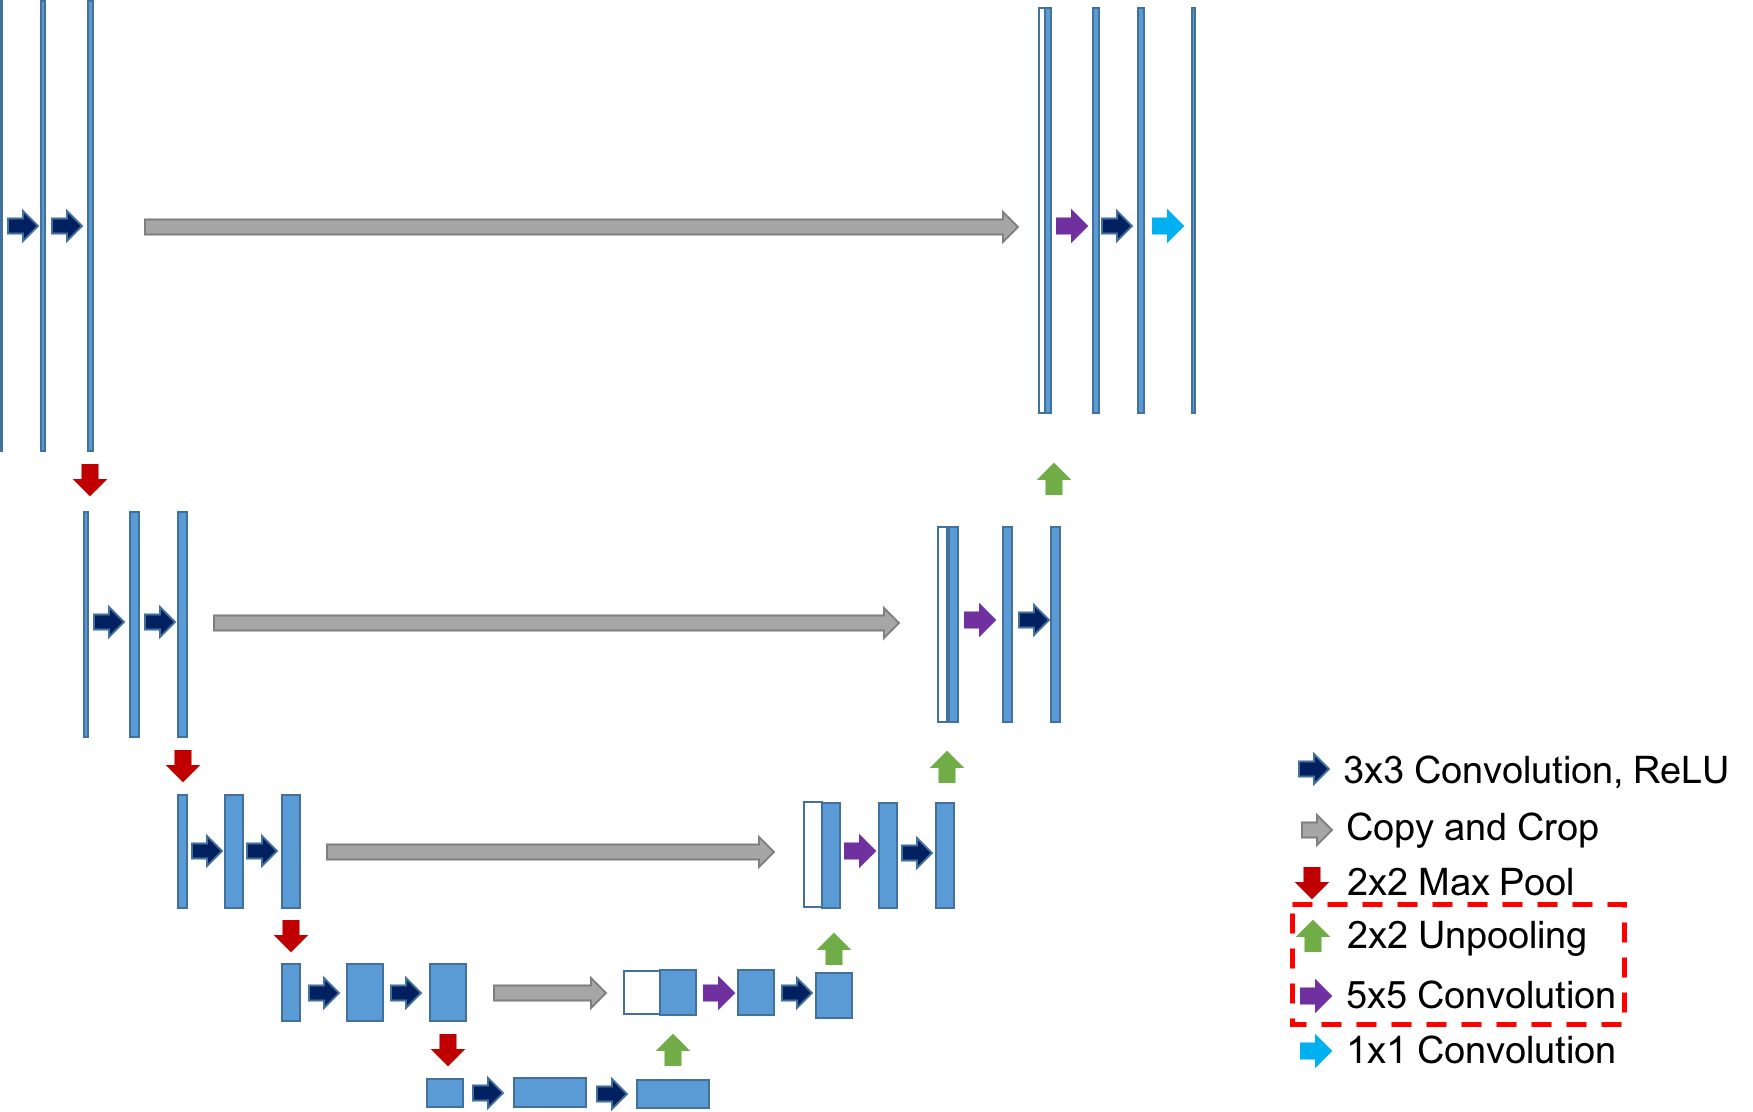 3x3 Convolution, ReLU
Copy and Crop
2x2 Max Pool
2x2 Unpooling
5x5 Convolution
1x1 Convolution